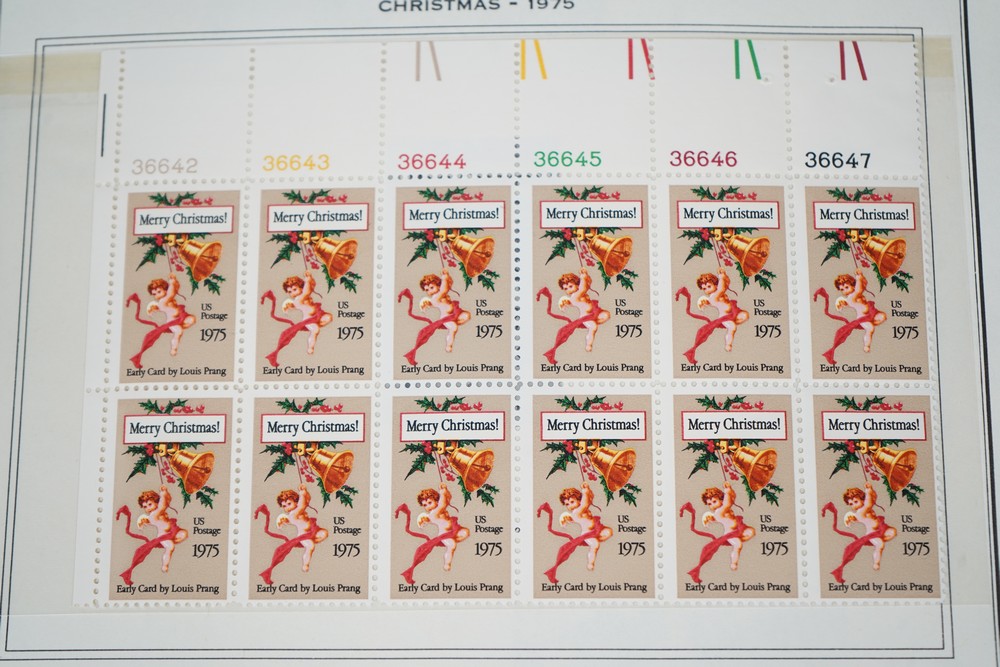 CHRISTMAS - 1975
36642 36643 36644 36645 36646 36647
Merry Christmas! Merry Christmas! Merry Christmas! Merry Christmas! Merry Christmas! Merry Christmas!
US US US US US US
Postage Postage Postage Postage Postage Postage
1975 1975 1975 1975 1975 1975
Early Card by Louis Prang Early Card by Louis Prang Early Card by Louis Prang Early Card by Louis Prang Early Card by Louis Prang Early Card by Louis Prang
Merry Christmas! Merry Christmas! Merry Christmas! Merry Christmas! Merry Christmas! Merry Christmas!
US US US US US US
Postage Postage Postage Postage Postage Postage
1975 1975 1975 1975 1975 1975
Early Card by Louis Prang Early Card by Louis Prang Early Card by Louis Prang Early Card by Louis Prang Early Card by Louis Prang Early Card by Louis Prang